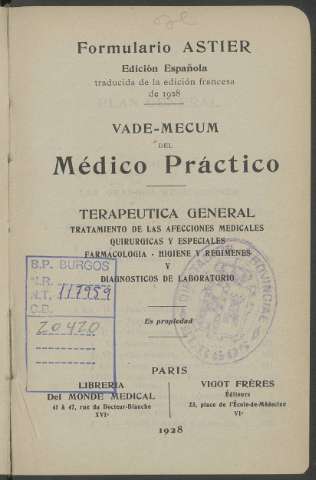 Formulario ASTIER
Edición Española
traducida de la edición francesa
de 1928
VADE-MECUM
DEL
Médico Práctico
TERAPEUTICA GENERAL
TRATAMIENTO DE LAS AFECCIONES MEDICALES
QUIRURGICAS Y ESPECIALES
FARMACOLOGIA - HIGIENE Y REGIMENES
Y
DIAGNOSTICOS DE LABORATORIO
B.P. BURGOS
N.R.
N.T. 117959
C.B.
20420
Es propiedad
PARIS
LIBRERIA
Del MONDE MEDICAL
41 & 47, rue du Docteur-Blanche
XVIe
VIGOT FRÈRES
Éditeurs
23, place de l'École-de-Médecine
VIe
1928